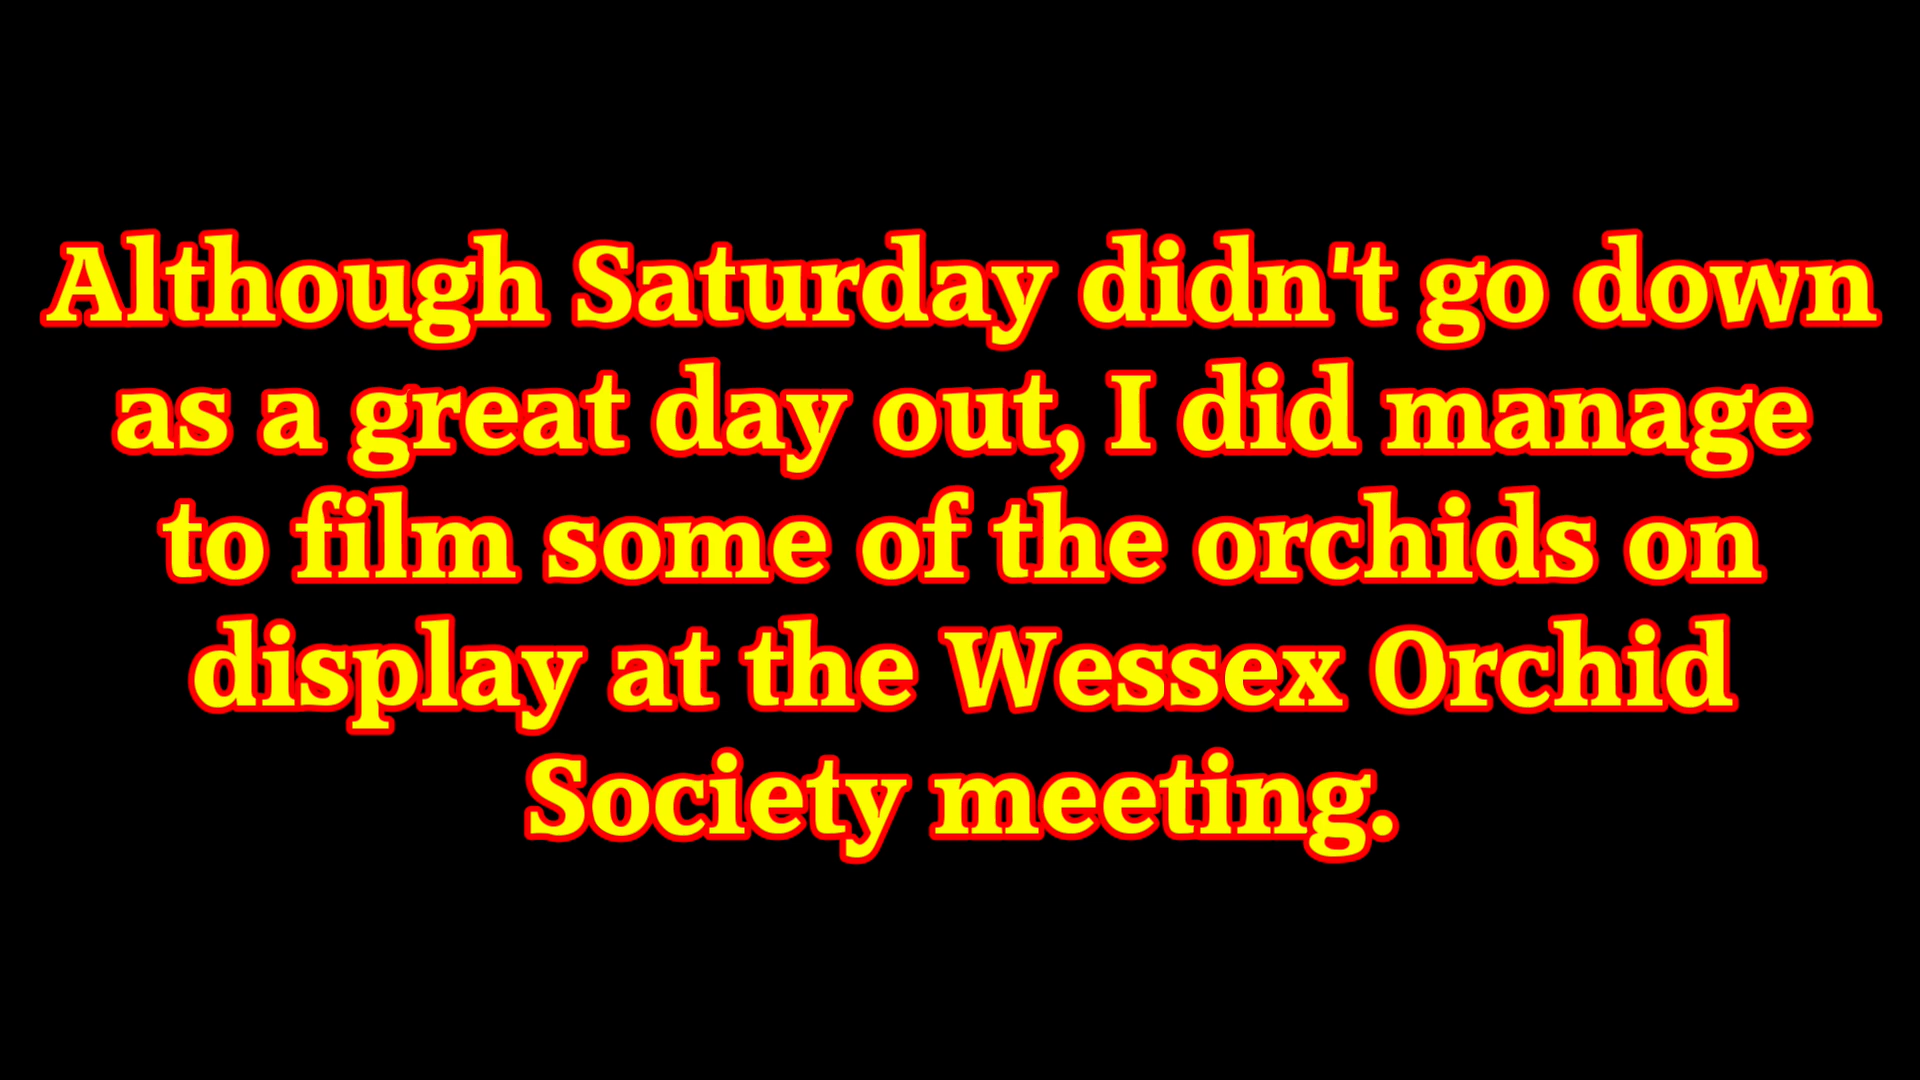 Although Saturday didn't go down
as a great day out, I did manage
to film some of the orchids on
display at the Wessex Orchid
Society meeting.